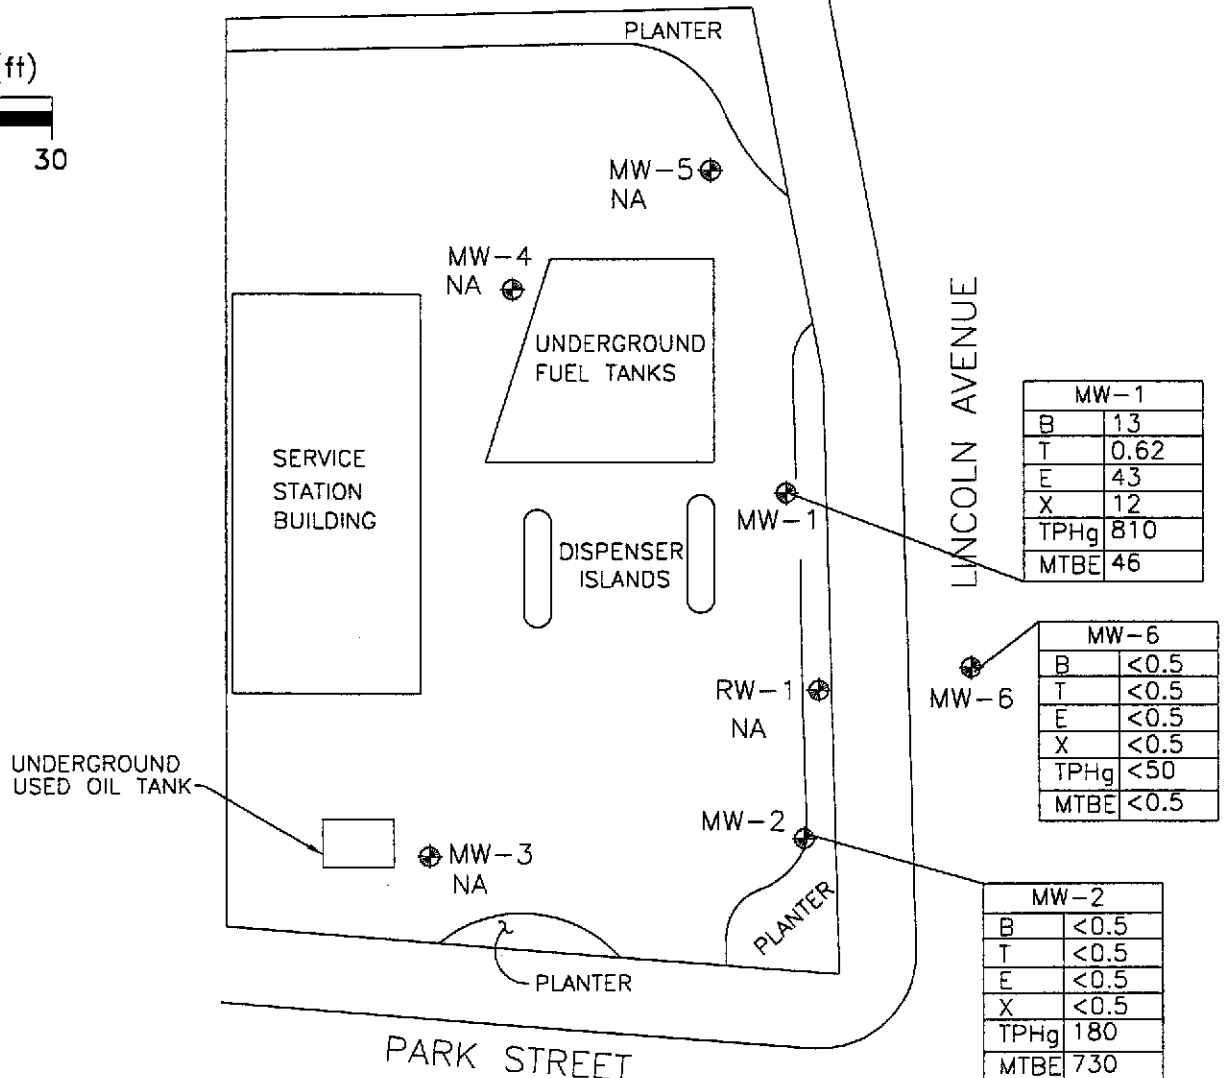 PLANTER
(ft)
30
MW-5
NA
MW-4
NA
UNDERGROUND
FUEL TANKS
LINCOLN AVENUE
MW-1
B 13
T 0.62
E 43
X 12
TPHg 810
MTBE 46
SERVICE
STATION
BUILDING
MW-1
DISPENSER
ISLANDS
MW-6
B <0.5
T <0.5
E <0.5
X <0.5
TPHg <50
MTBE <0.5
RW-1
NA
MW-6
UNDERGROUND
USED OIL TANK
MW-2
MW-3
NA
PLANTER
MW-2
B <0.5
T <0.5
E <0.5
X <0.5
TPHg 180
MTBE 730
PLANTER
PARK STREET